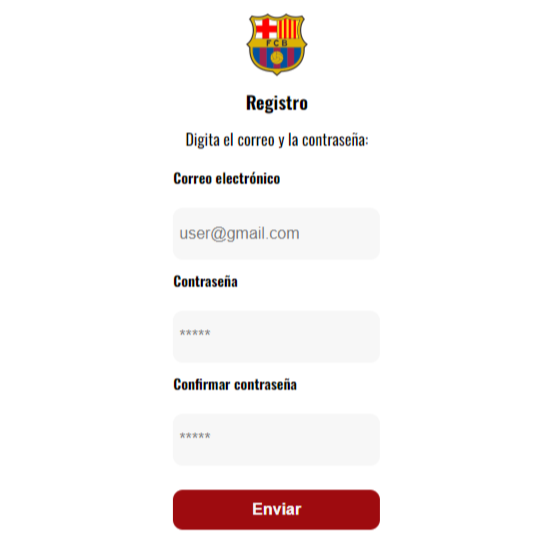 FCB
Registro
Digita el correo y la contraseña:
Correo electrónico
user@gmail.com
Contraseña
*****
Confirmar contraseña
*****
Enviar